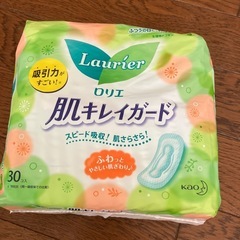 Laurier
吸引力が
すごい!
ロリエ
肌キレイガード
スピード吸収!肌さらさら!
ふわっと
やさしい肌ざわり
30
kao